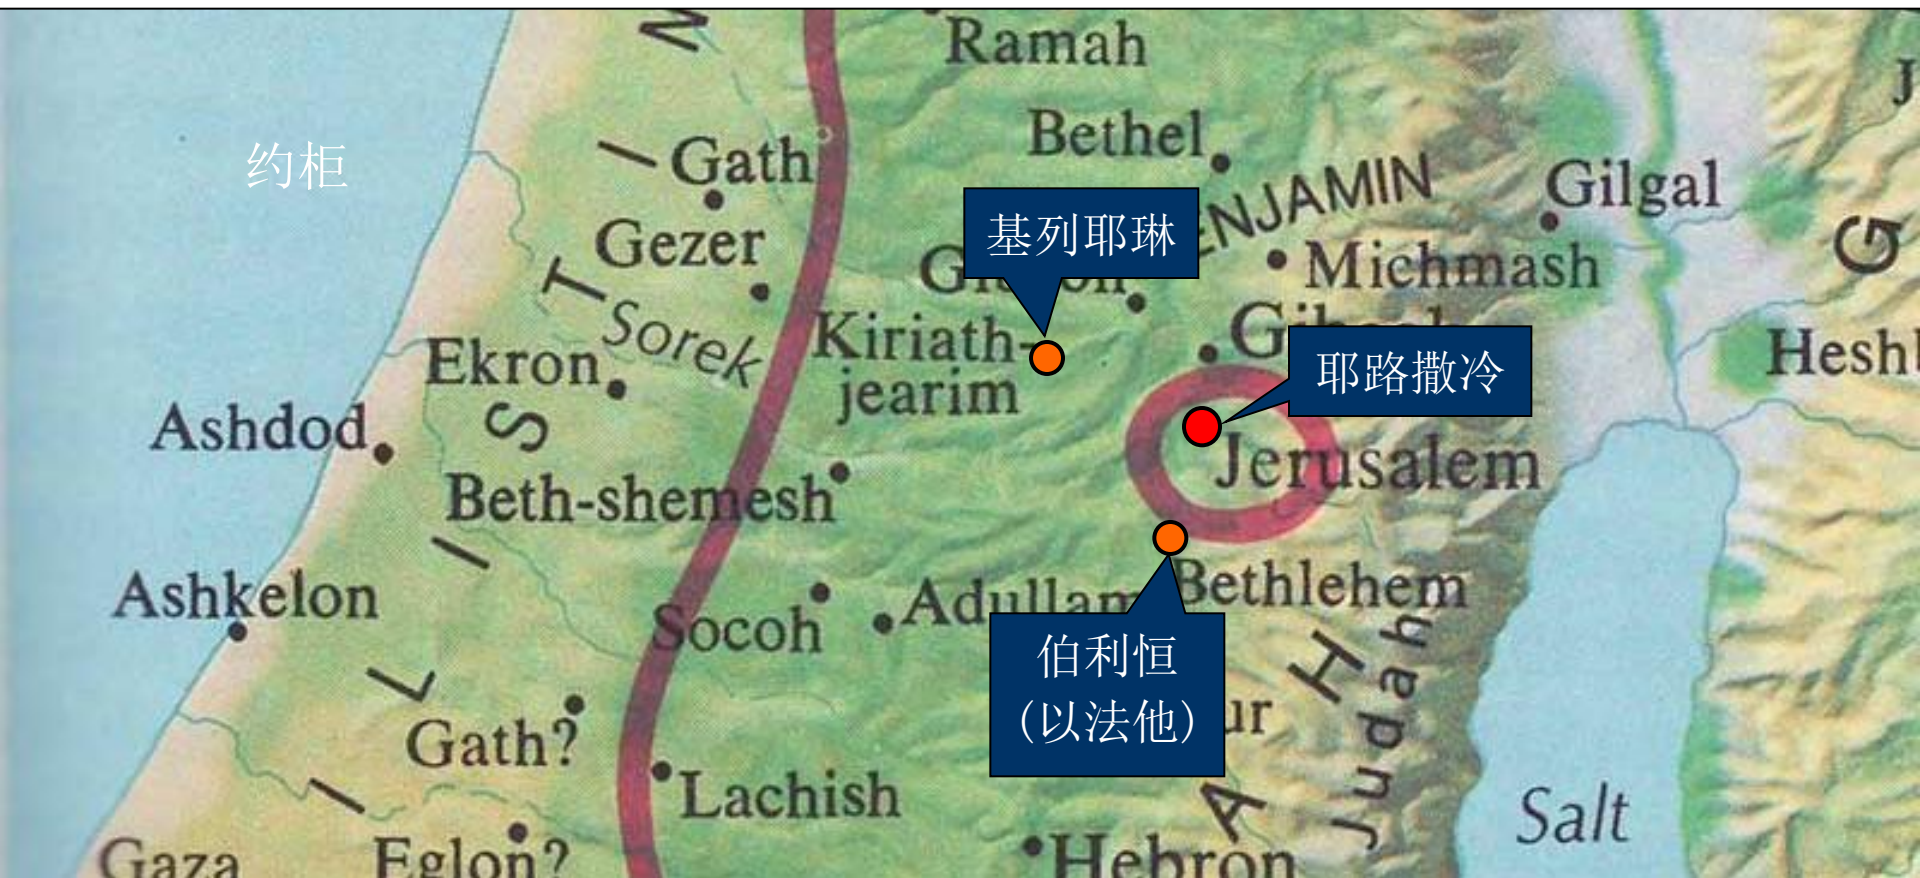 Ramah
Bethel
约柜
Gath
Gilgal
ENJAMIN
基列耶琳
Gezer
Michmash
Sorek
Kiriath-
jearim
Ekron
耶路撒冷
Hesh
Ashdod
Jerusalem
Beth-shemesh
Ashkelon
Bethlehem
Adullam
Socoh
伯利恒
(以法他)
ur
Judah
Gath?
Lachish
Salt
Gaza
Eglon?
Hebron